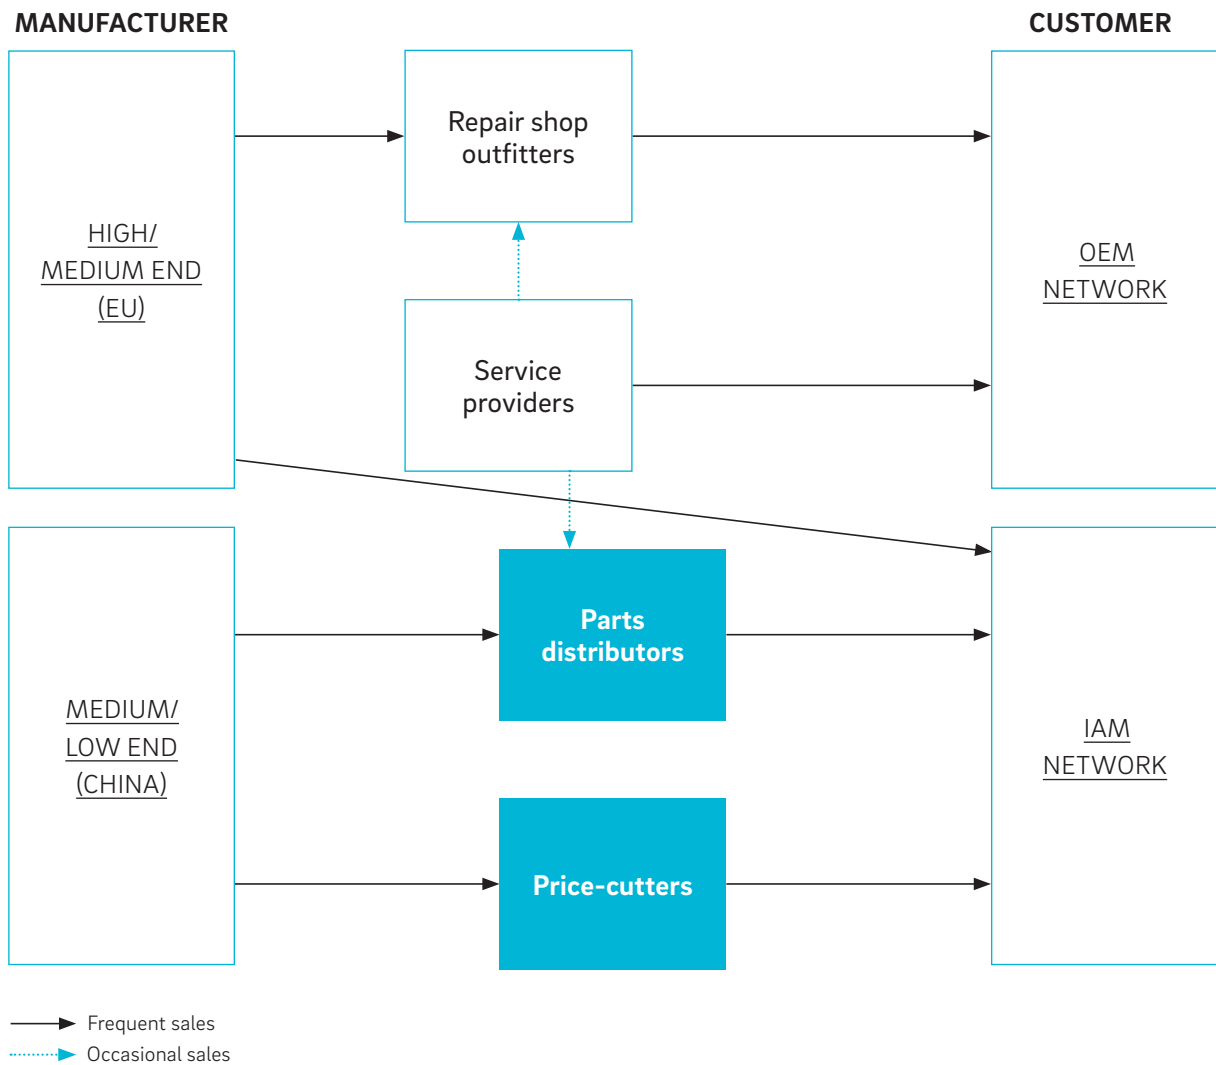 MANUFACTURER
CUSTOMER
Repair shop
outfitters
HIGH/
MEDIUM END
(EU)
OEM
NETWORK
Service
providers
Parts
distributors
MEDIUM/
LOW END
(CHINA)
IAM
NETWORK
Price-cutters
Frequent sales
Occasional sales